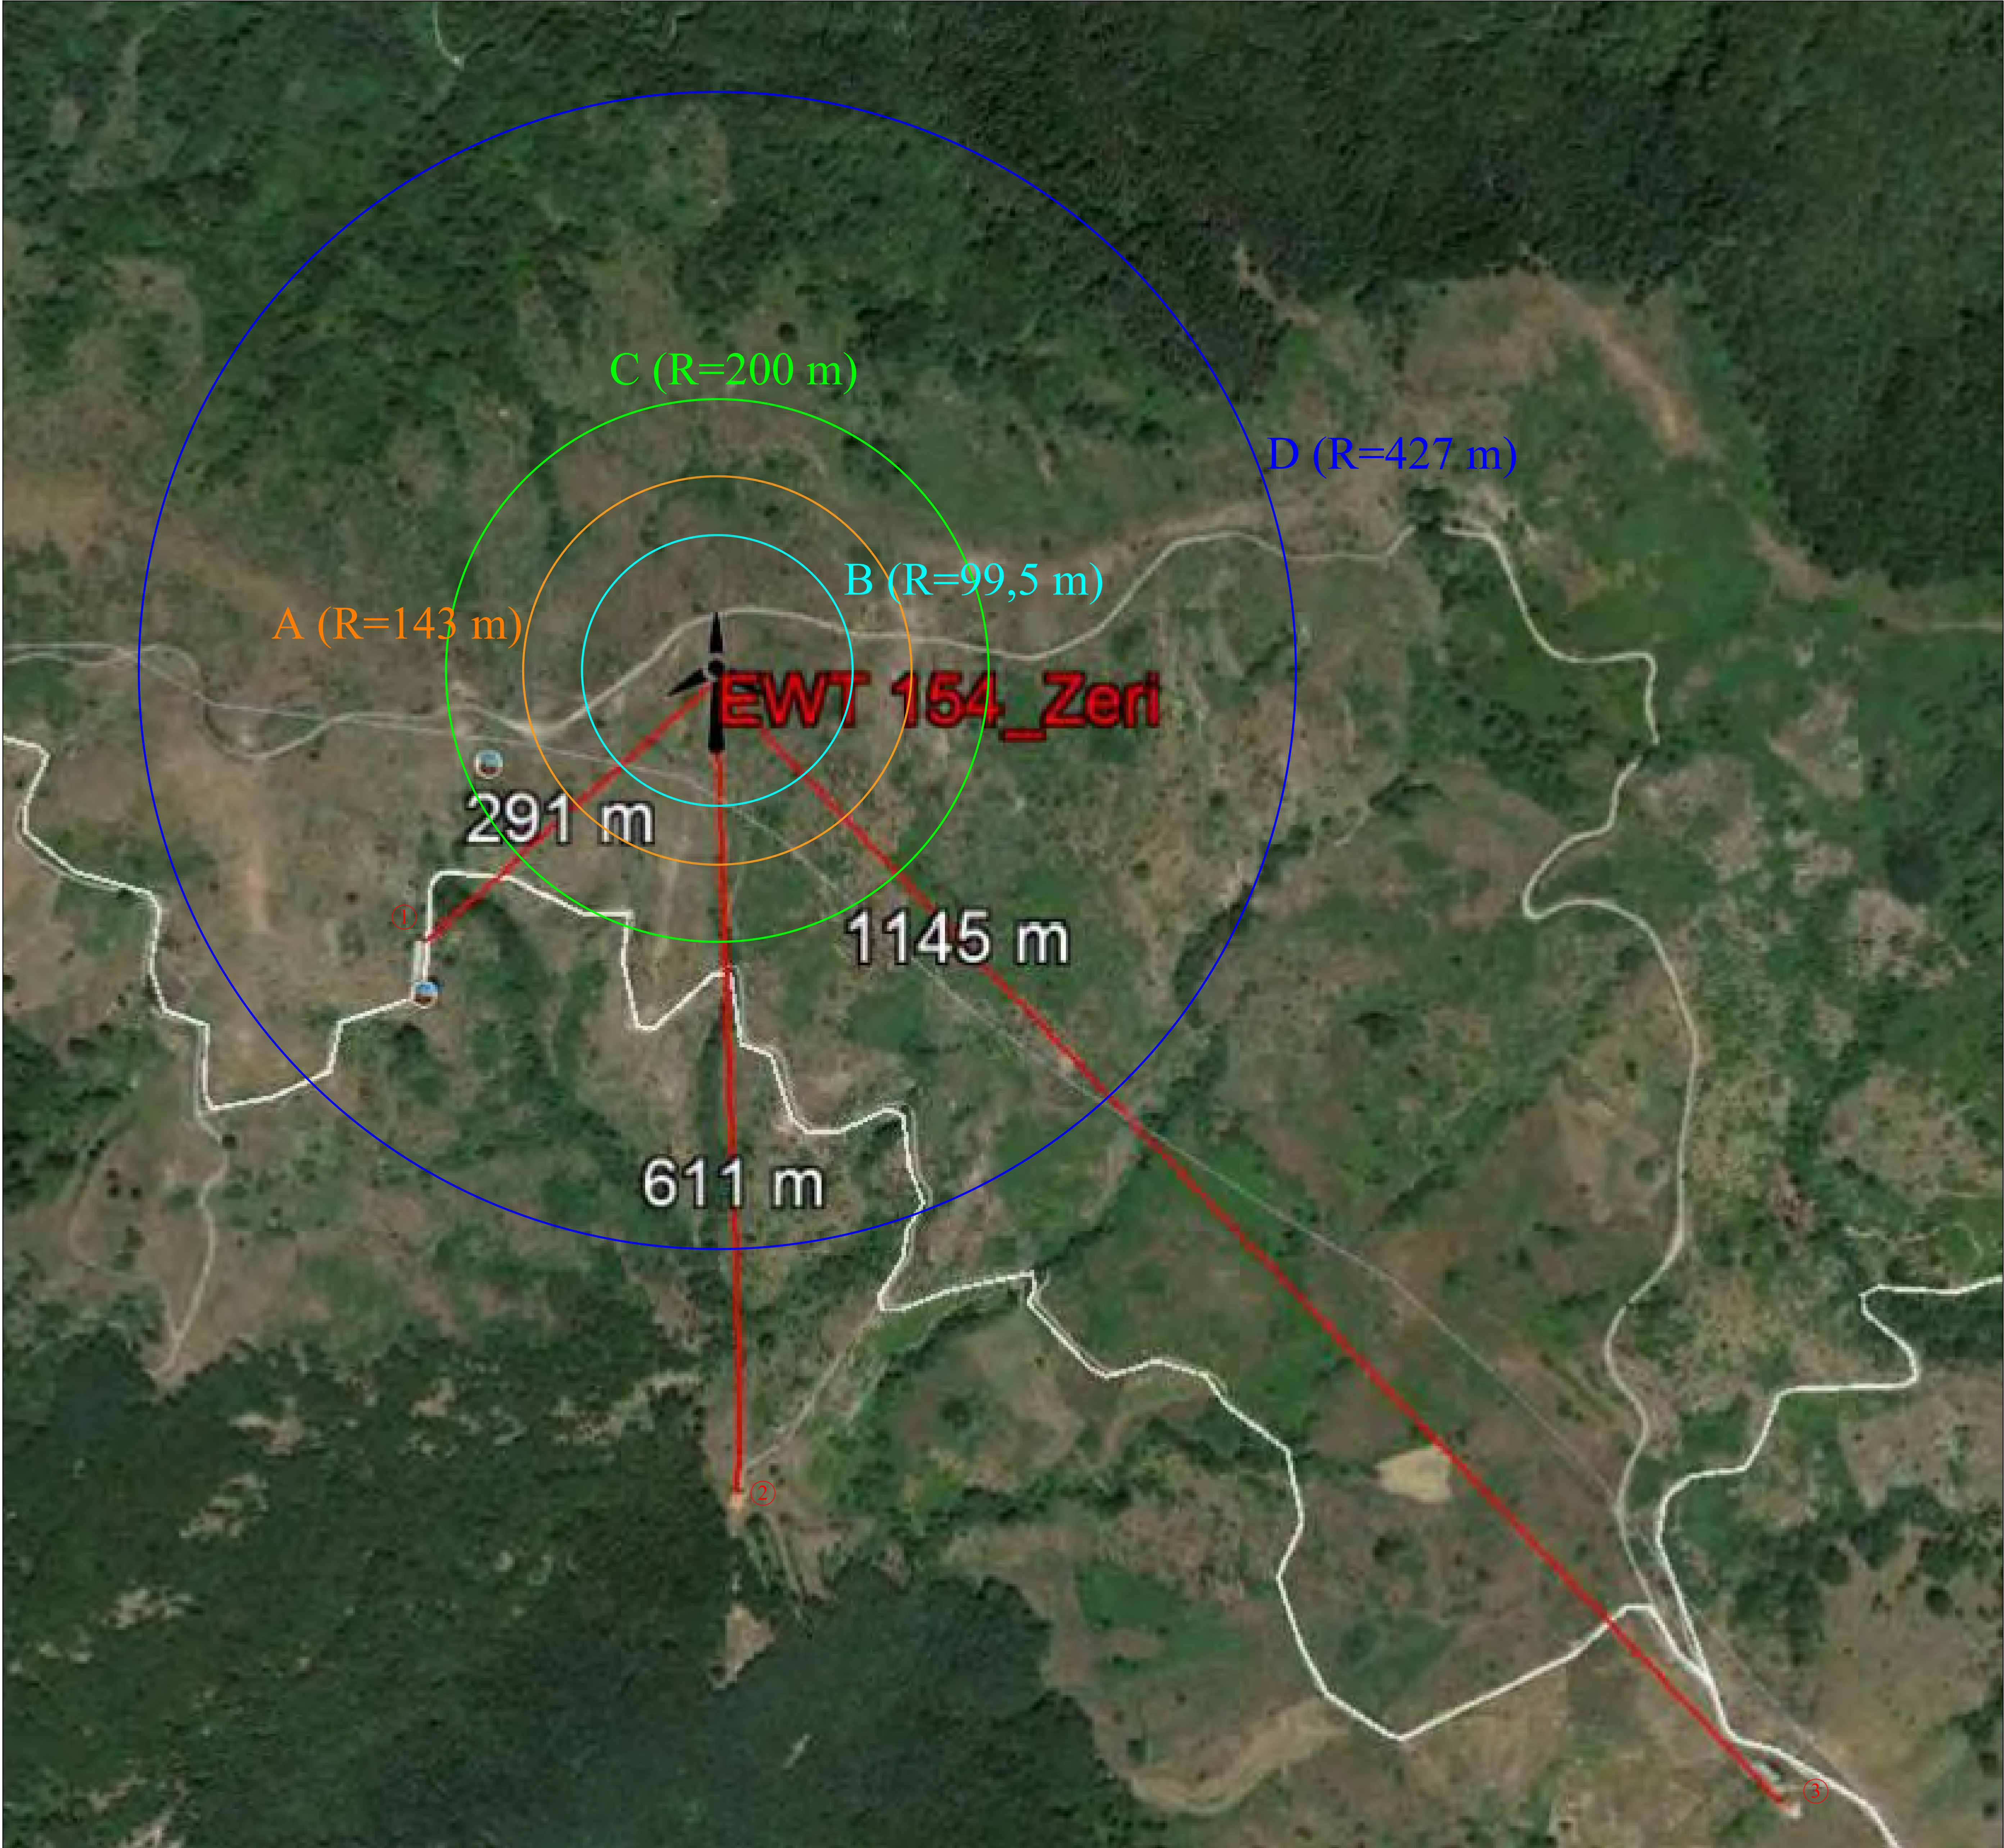 C (R=200 m)
D (R=427 m)
B (R=99,5 m)
A (R=143 m)
EWT 154_Zeri
291 m
①
1145 m
611 m
②
③